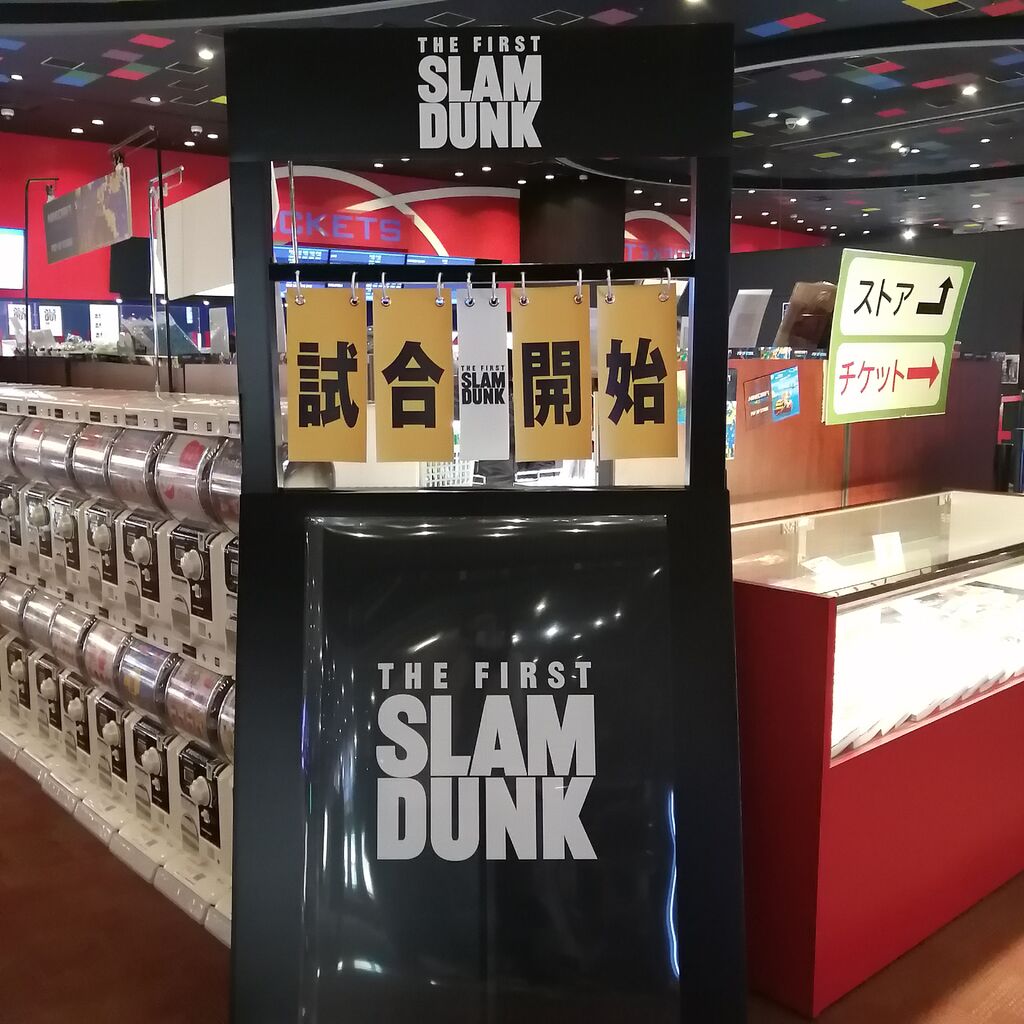 THE FIRST
SLAM
DUNK
CKETS
試合
THE FIRST
SLAM
DUNK
開始
ストア
チケット
THE FIRST
SLAM
DUNK